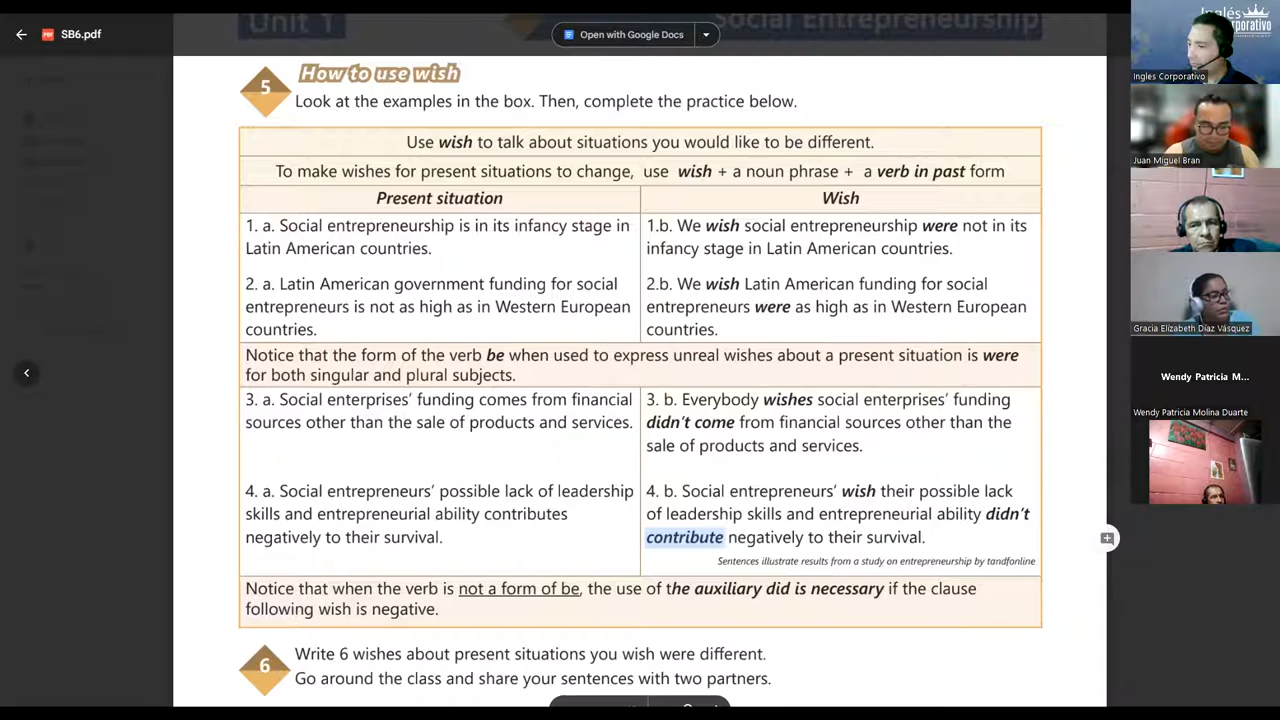 SB6.pdf
Open with Google Docs
Unit 1
Social Entrepreneurship
5
How to use wish
Look at the examples in the box. Then, complete the practice below.
Use wish to talk about situations you would like to be different.
To make wishes for present situations to change, use wish + a noun phrase + a verb in past form
Present situation
Wish
1. a. Social entrepreneurship is in its infancy stage in
Latin American countries.
1.b. We wish social entrepreneurship were not in its
infancy stage in Latin American countries.
2. a. Latin American government funding for social
entrepreneurs is not as high as in Western European
countries.
2.b. We wish Latin American funding for social
entrepreneurs were as high as in Western European
countries.
Notice that the form of the verb be when used to express unreal wishes about a present situation is were
for both singular and plural subjects.
3. a. Social enterprises’ funding comes from financial
sources other than the sale of products and services.
3. b. Everybody wishes social enterprises’ funding
didn’t come from financial sources other than the
sale of products and services.
4. a. Social entrepreneurs’ possible lack of leadership
skills and entrepreneurial ability contributes
negatively to their survival.
4. b. Social entrepreneurs’ wish their possible lack
of leadership skills and entrepreneurial ability didn’t
contribute negatively to their survival.
Sentences illustrate results from a study on entrepreneurship by tandfonline
Notice that when the verb is not a form of be, the use of the auxiliary did is necessary if the clause
following wish is negative.
6
Write 6 wishes about present situations you wish were different.
Go around the class and share your sentences with two partners.
Inglés
Corporativo
Ingles Corporativo
Juan Miguel Bran
Gracia Elízabeth Díaz Vásquez
Wendy Patricia M...
Wendy Patricia Molina Duarte